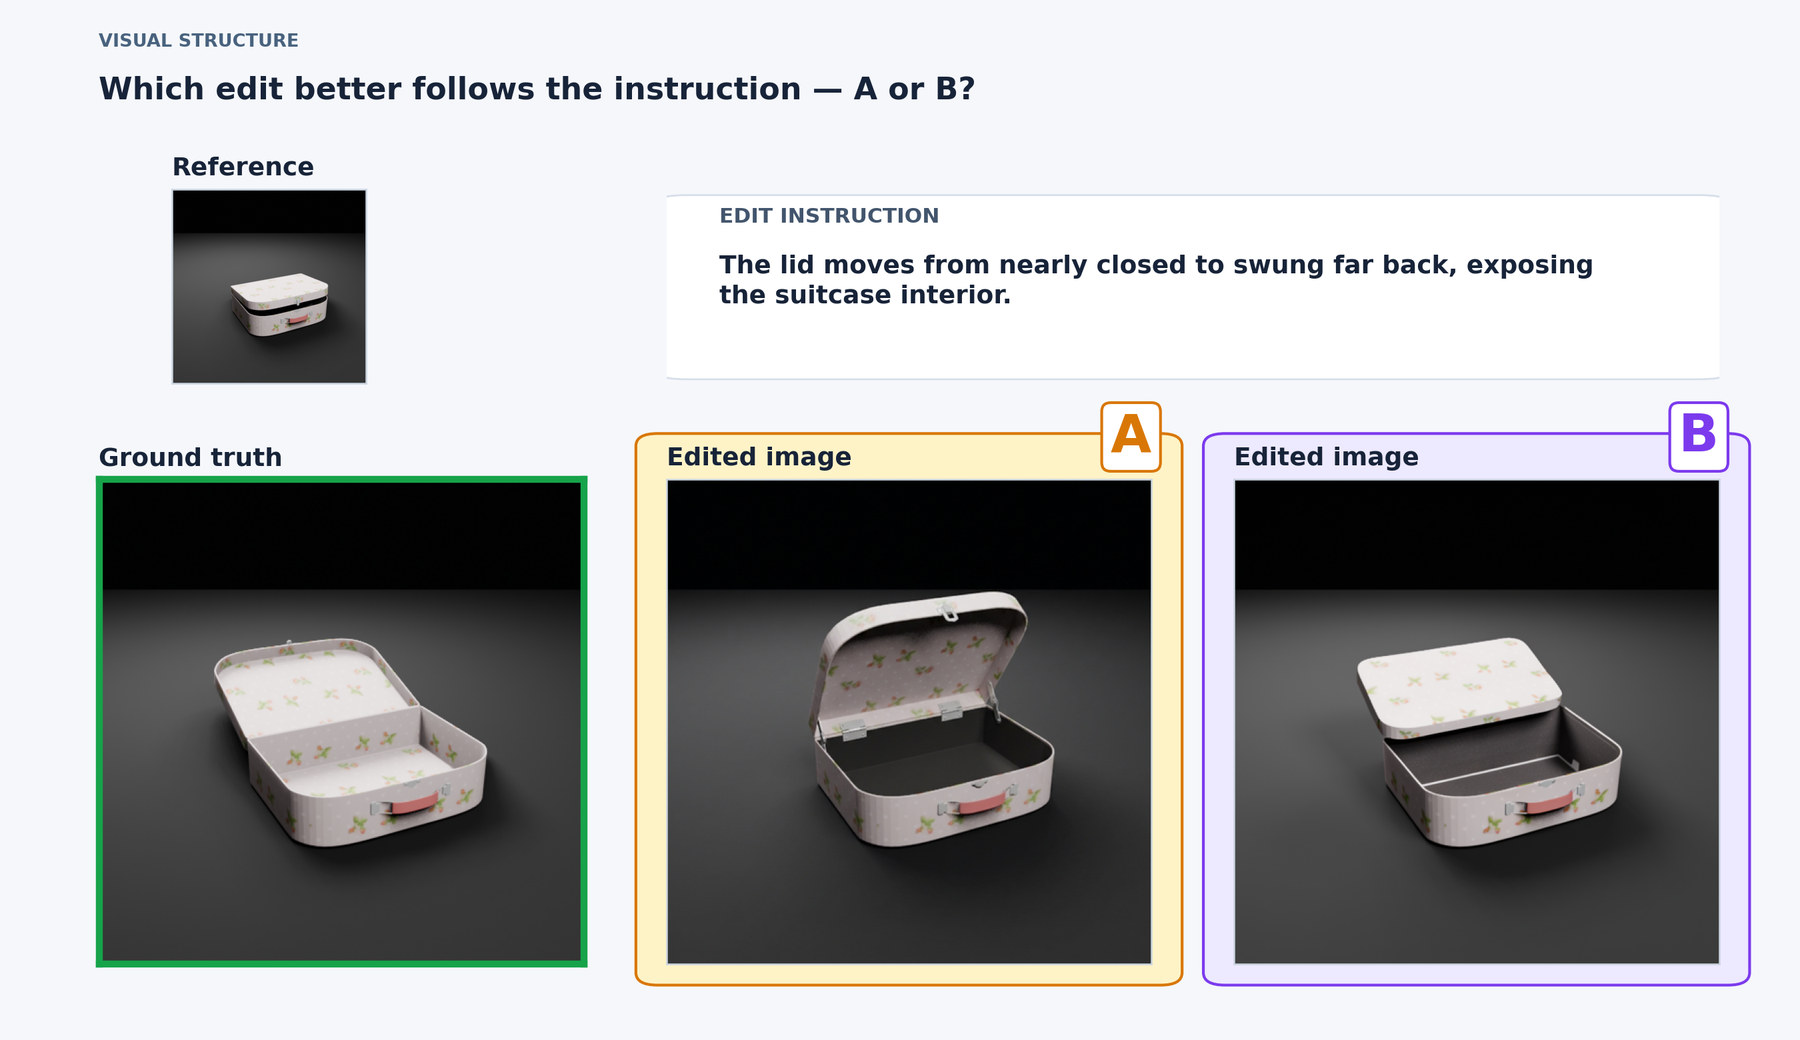 VISUAL STRUCTURE
Which edit better follows the instruction — A or B?
Reference
EDIT INSTRUCTION
The lid moves from nearly closed to swung far back, exposing
the suitcase interior.
Ground truth
Edited image
A
Edited image
B